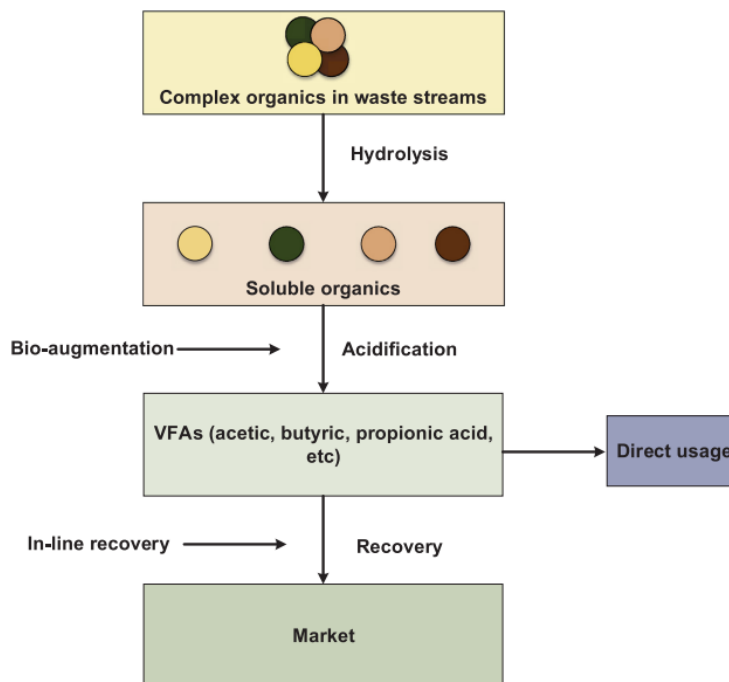 Complex organics in waste streams
Hydrolysis
Soluble organics
Bio-augmentation
Acidification
VFAs (acetic, butyric, propionic acid,
etc)
Direct usage
In-line recovery
Recovery
Market